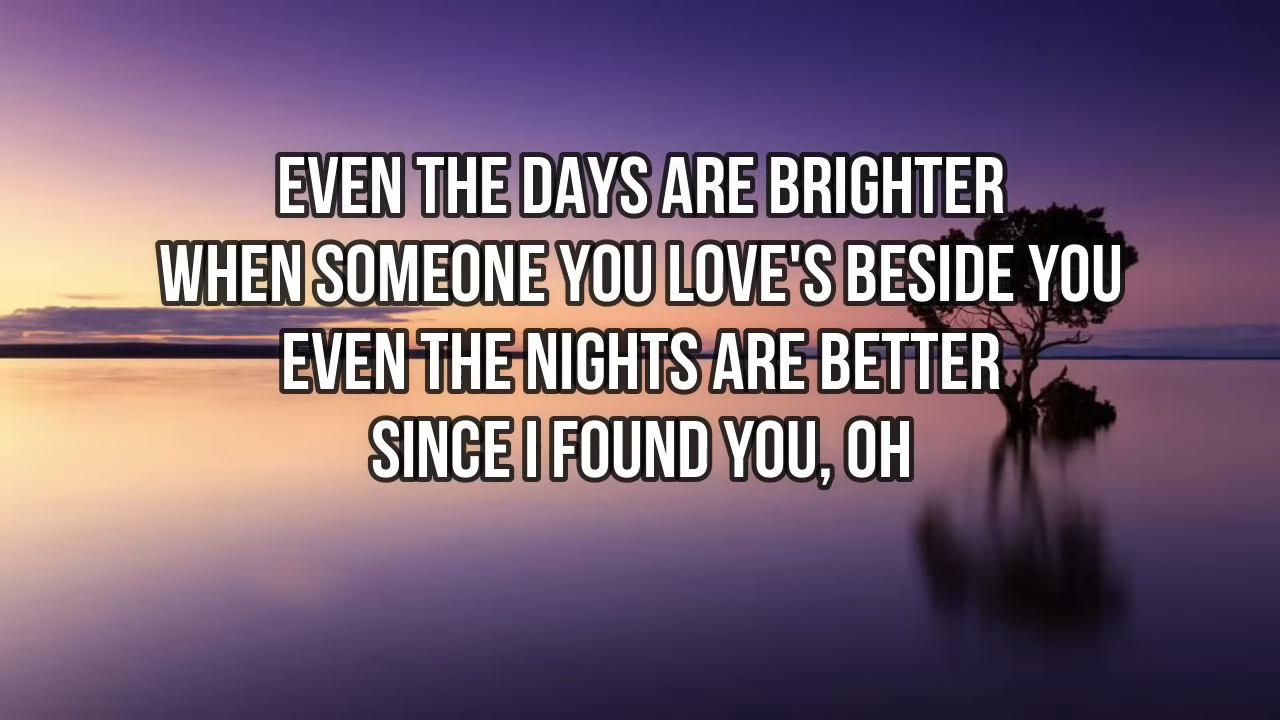 EVEN THE DAYS ARE BRIGHTER
WHEN SOMEONE YOU LOVE'S BESIDE YOU
EVEN THE NIGHTS ARE BETTER
SINCE I FOUND YOU, OH